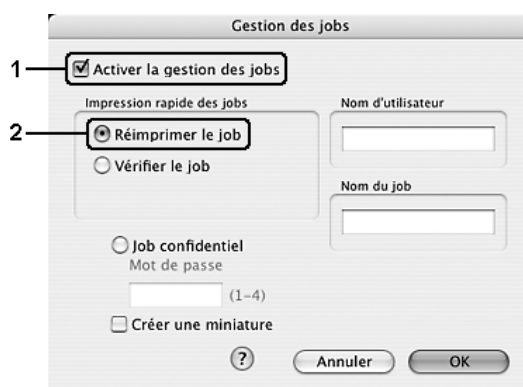 Gestion des jobs
1
Activer la gestion des jobs
Impression rapide des jobs
2
Réimprimer le job
Vérifier le job
Nom d'utilisateur
Nom du job
Job confidentiel
Mot de passe
(1-4)
Créer une miniature
?
Annuler
OK